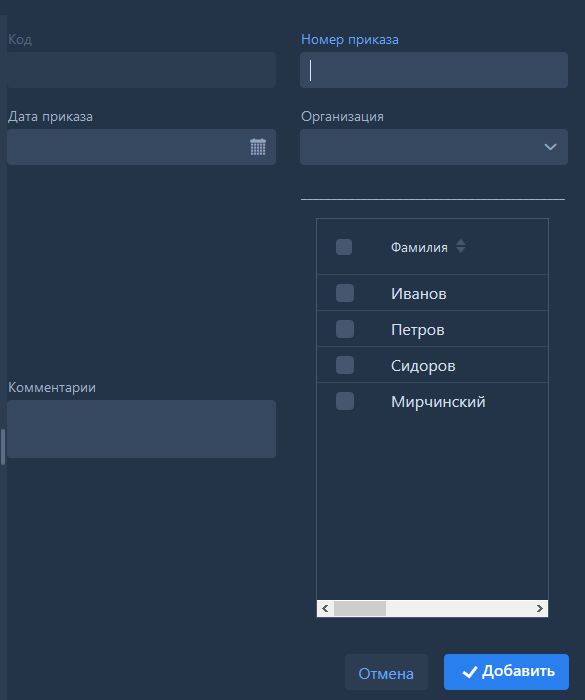 Код
Номер приказа
Дата приказа
Организация
Фамилия
Иванов
Петров
Сидоров
Мирчинский
Комментарии
Отмена
Добавить